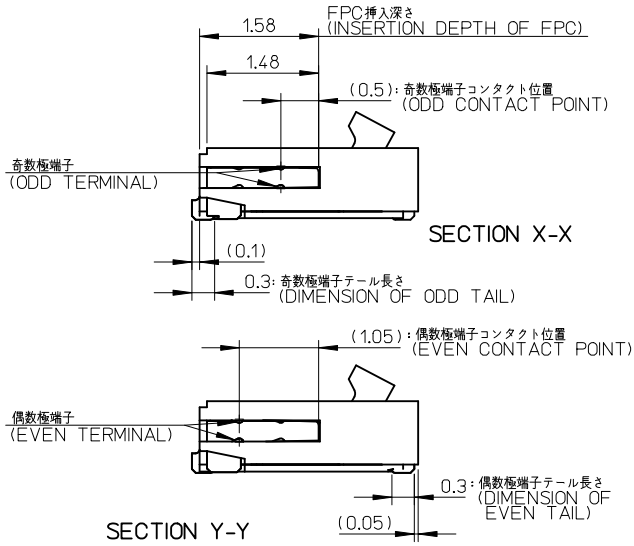 1.58
FPC挿入深さ
(INSERTION DEPTH OF FPC)
1.48
(0.5): 奇数極端子コンタクト位置
(ODD CONTACT POINT)
奇数極端子
(ODD TERMINAL)
SECTION X-X
(0.1)
0.3: 奇数極端子テール長さ
(DIMENSION OF ODD TAIL)
(1.05): 偶数極端子コンタクト位置
(EVEN CONTACT POINT)
偶数極端子
(EVEN TERMINAL)
0.3: 偶数極端子テール長さ
(DIMENSION OF
EVEN TAIL)
(0.05)
SECTION Y-Y